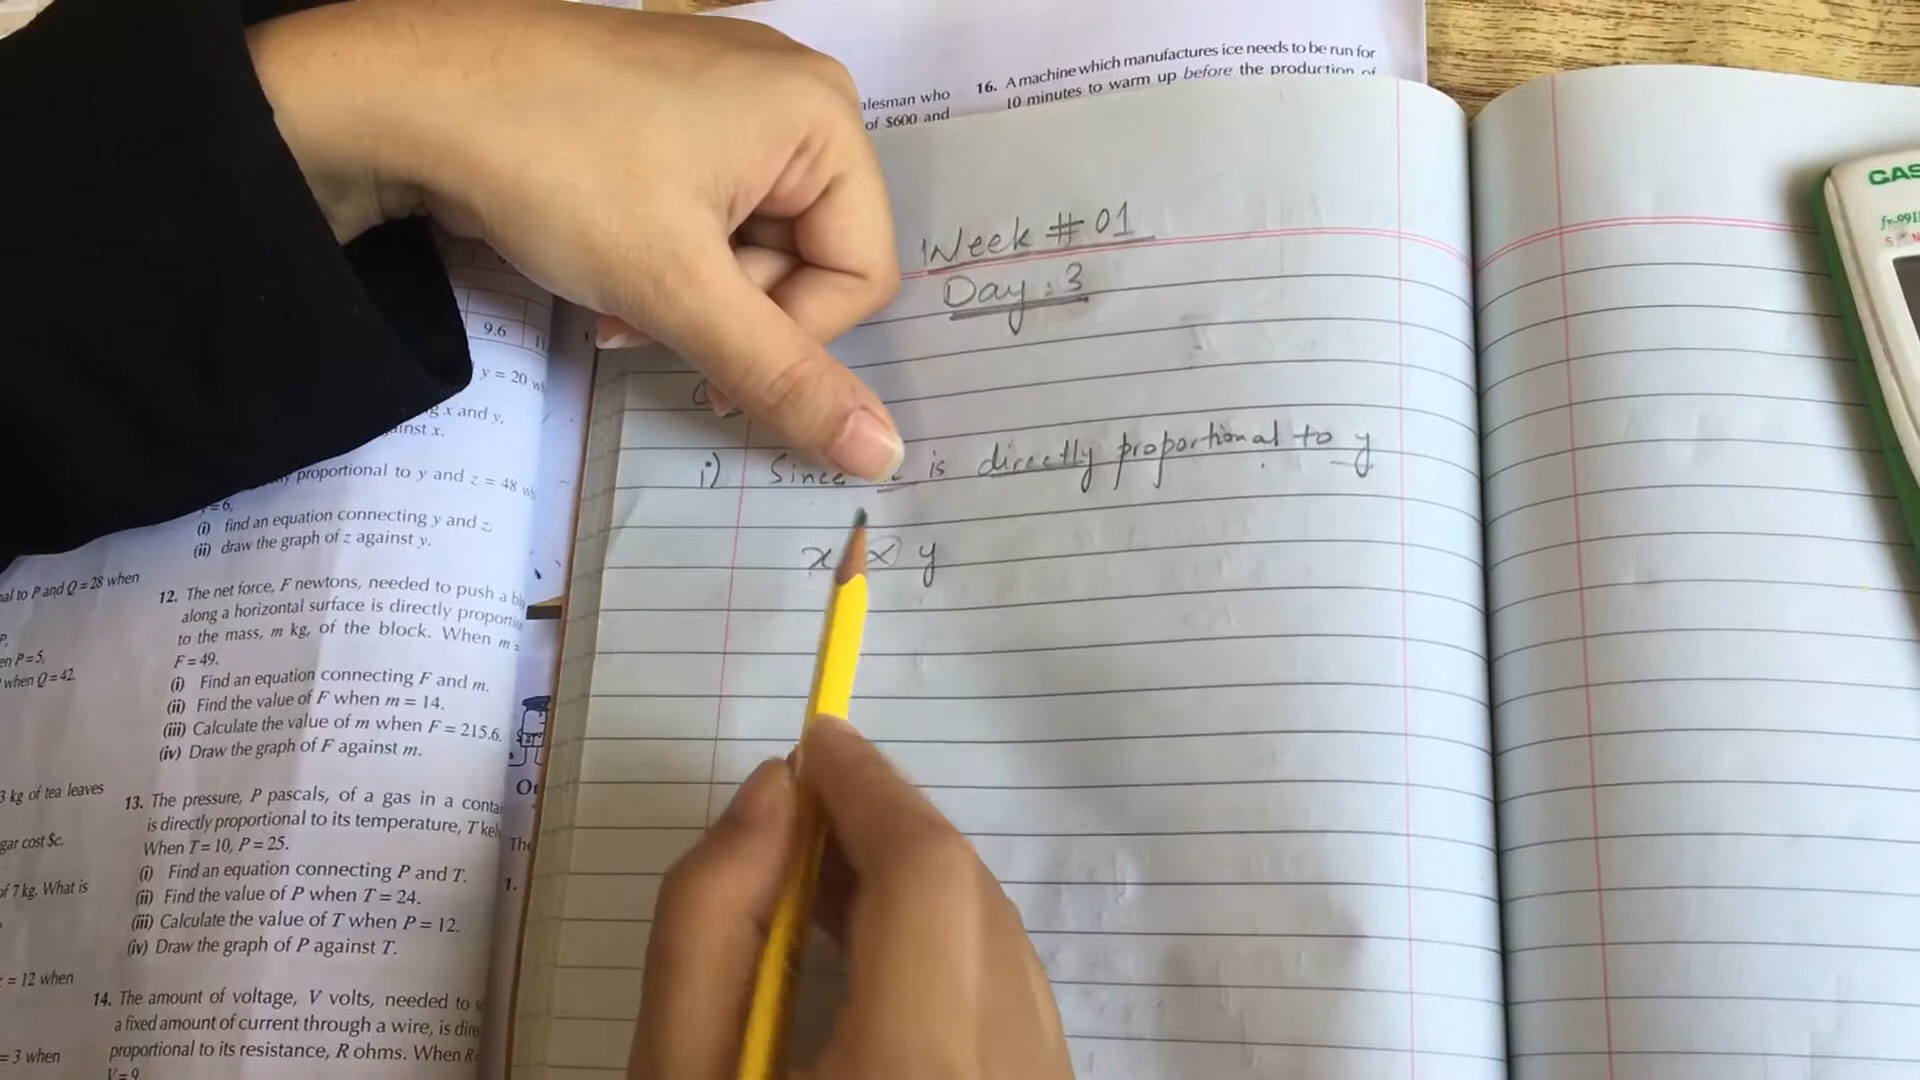 alesman who
of $600 and
16. A machine which manufactures ice needs to be run for
10 minutes to warm up before the production of
Week # 01
Day : 3
i) Since is directly proportional to y
x ∝ y
9.6
y = 20
x and y,
inst x.
proportional to y and z = 48
= 6,
(i) find an equation connecting y and z,
(ii) draw the graph of z against y.
al to P and Q = 28 when
P,
en P = 5,
when Q = 42.
12. The net force, F newtons, needed to push a
along a horizontal surface is directly
to the mass, m kg, of the block. When m =
F = 49.
(i) Find an equation connecting F and m.
(ii) Find the value of F when m = 14.
(iii) Calculate the value of m when F = 215.6.
(iv) Draw the graph of F against m.
3 kg of tea leaves
gar cost $c.
of 7 kg. What is
13. The pressure, P pascals, of a gas in a
is directly proportional to its temperature, T
When T = 10, P = 25.
(i) Find an equation connecting P and T.
(ii) Find the value of P when T = 24.
(iii) Calculate the value of T when P = 12.
(iv) Draw the graph of P against T.
The
1.
= 12 when
= 3 when
14. The amount of voltage, V volts, needed to
a fixed amount of current through a wire, is
proportional to its resistance, R ohms. When R
V = 9
CAS